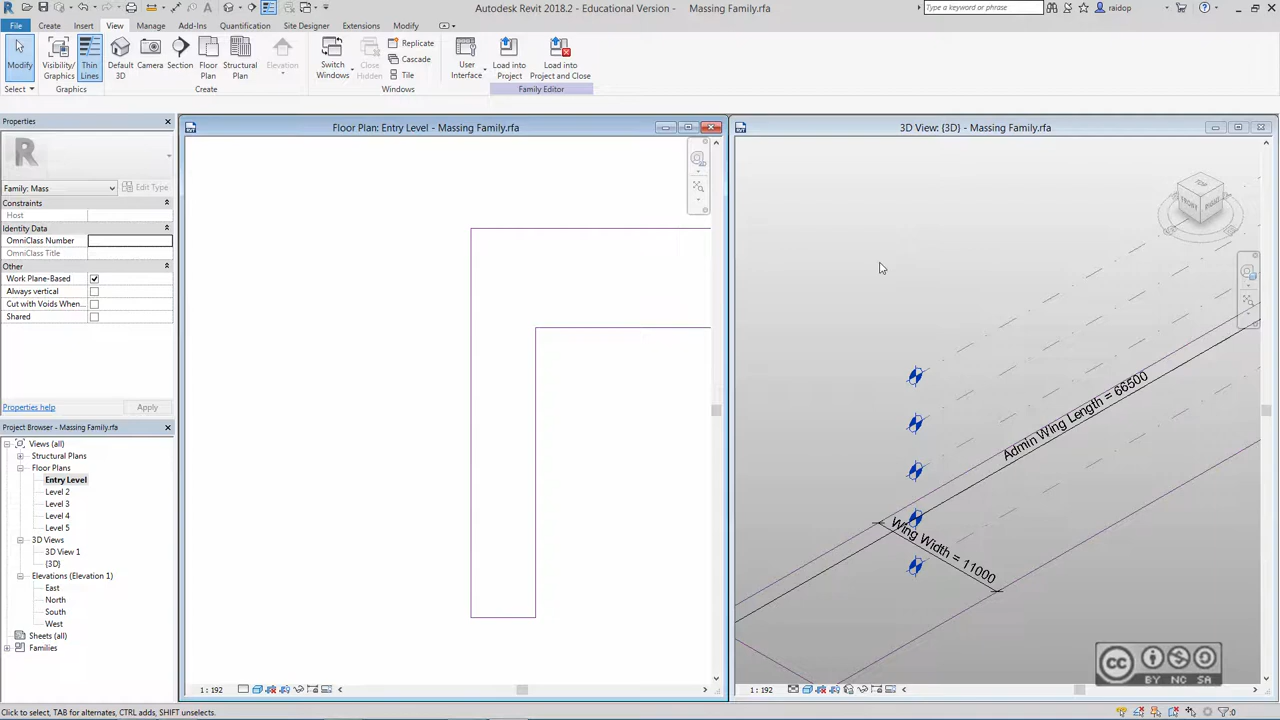 Autodesk Revit 2018.2 - Educational Version - Massing Family.rfa
Type a keyword or phrase
raidop
File Create Insert View Manage Add-Ins Quantification Site Designer Extensions Modify
Modify
Visibility/ Graphics
Thin Lines
Default 3D
Camera
Section
Floor Plan
Structural Plan
Elevation
Switch Windows
Close Hidden
Replicate
Cascade
Tile
User Interface
Load into Project
Load into Project and Close
Select
Graphics
Create
Windows
Family Editor
Properties
Family: Mass
Edit Type
Constraints
Host
Identity Data
OmniClass Number
OmniClass Title
Other
Work Plane-Based
Always vertical
Cut with Voids When...
Shared
Properties help
Apply
Project Browser - Massing Family.rfa
Views (all)
Structural Plans
Floor Plans
Entry Level
Level 2
Level 3
Level 4
Level 5
3D Views
3D View 1
{3D}
Elevations (Elevation 1)
East
North
South
West
Sheets (all)
Families
Floor Plan: Entry Level - Massing Family.rfa
1 : 192
3D View: {3D} - Massing Family.rfa
FRONT
RIGHT
Admin Wing Length = 66500
Wing Width = 11000
1 : 192
CC
BY NC SA
Click to select, TAB for alternates, CTRL adds, SHIFT unselects.
:0